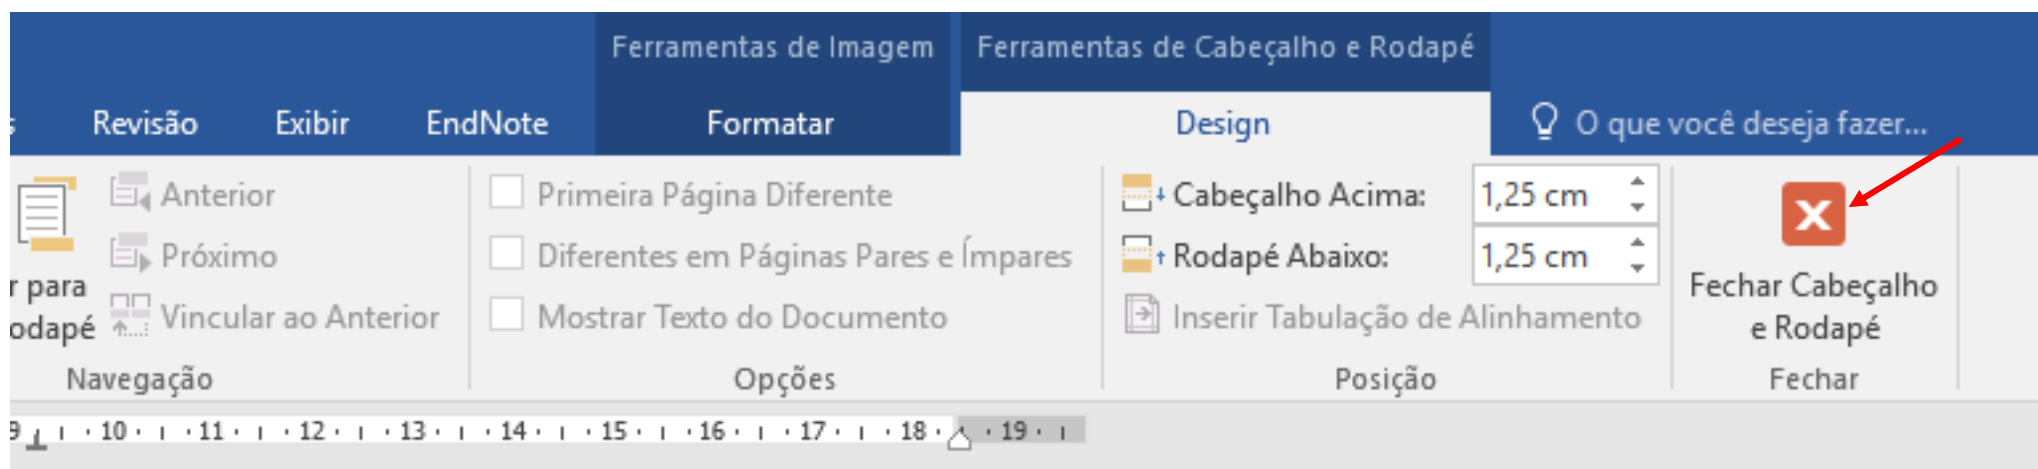 Ferramentas de Imagem Ferramentas de Cabeçalho e Rodapé
s Revisão Exibir EndNote Formatar Design O que você deseja fazer...
Anterior Primeira Página Diferente Cabeçalho Acima: 1,25 cm
Próximo Diferentes em Páginas Pares e Ímpares Rodapé Abaixo: 1,25 cm
r para Fechar Cabeçalho
odapé Vincular ao Anterior Mostrar Texto do Documento Inserir Tabulação de Alinhamento e Rodapé
Navegação Opções Posição Fechar
9 10 11 12 13 14 15 16 17 18 19